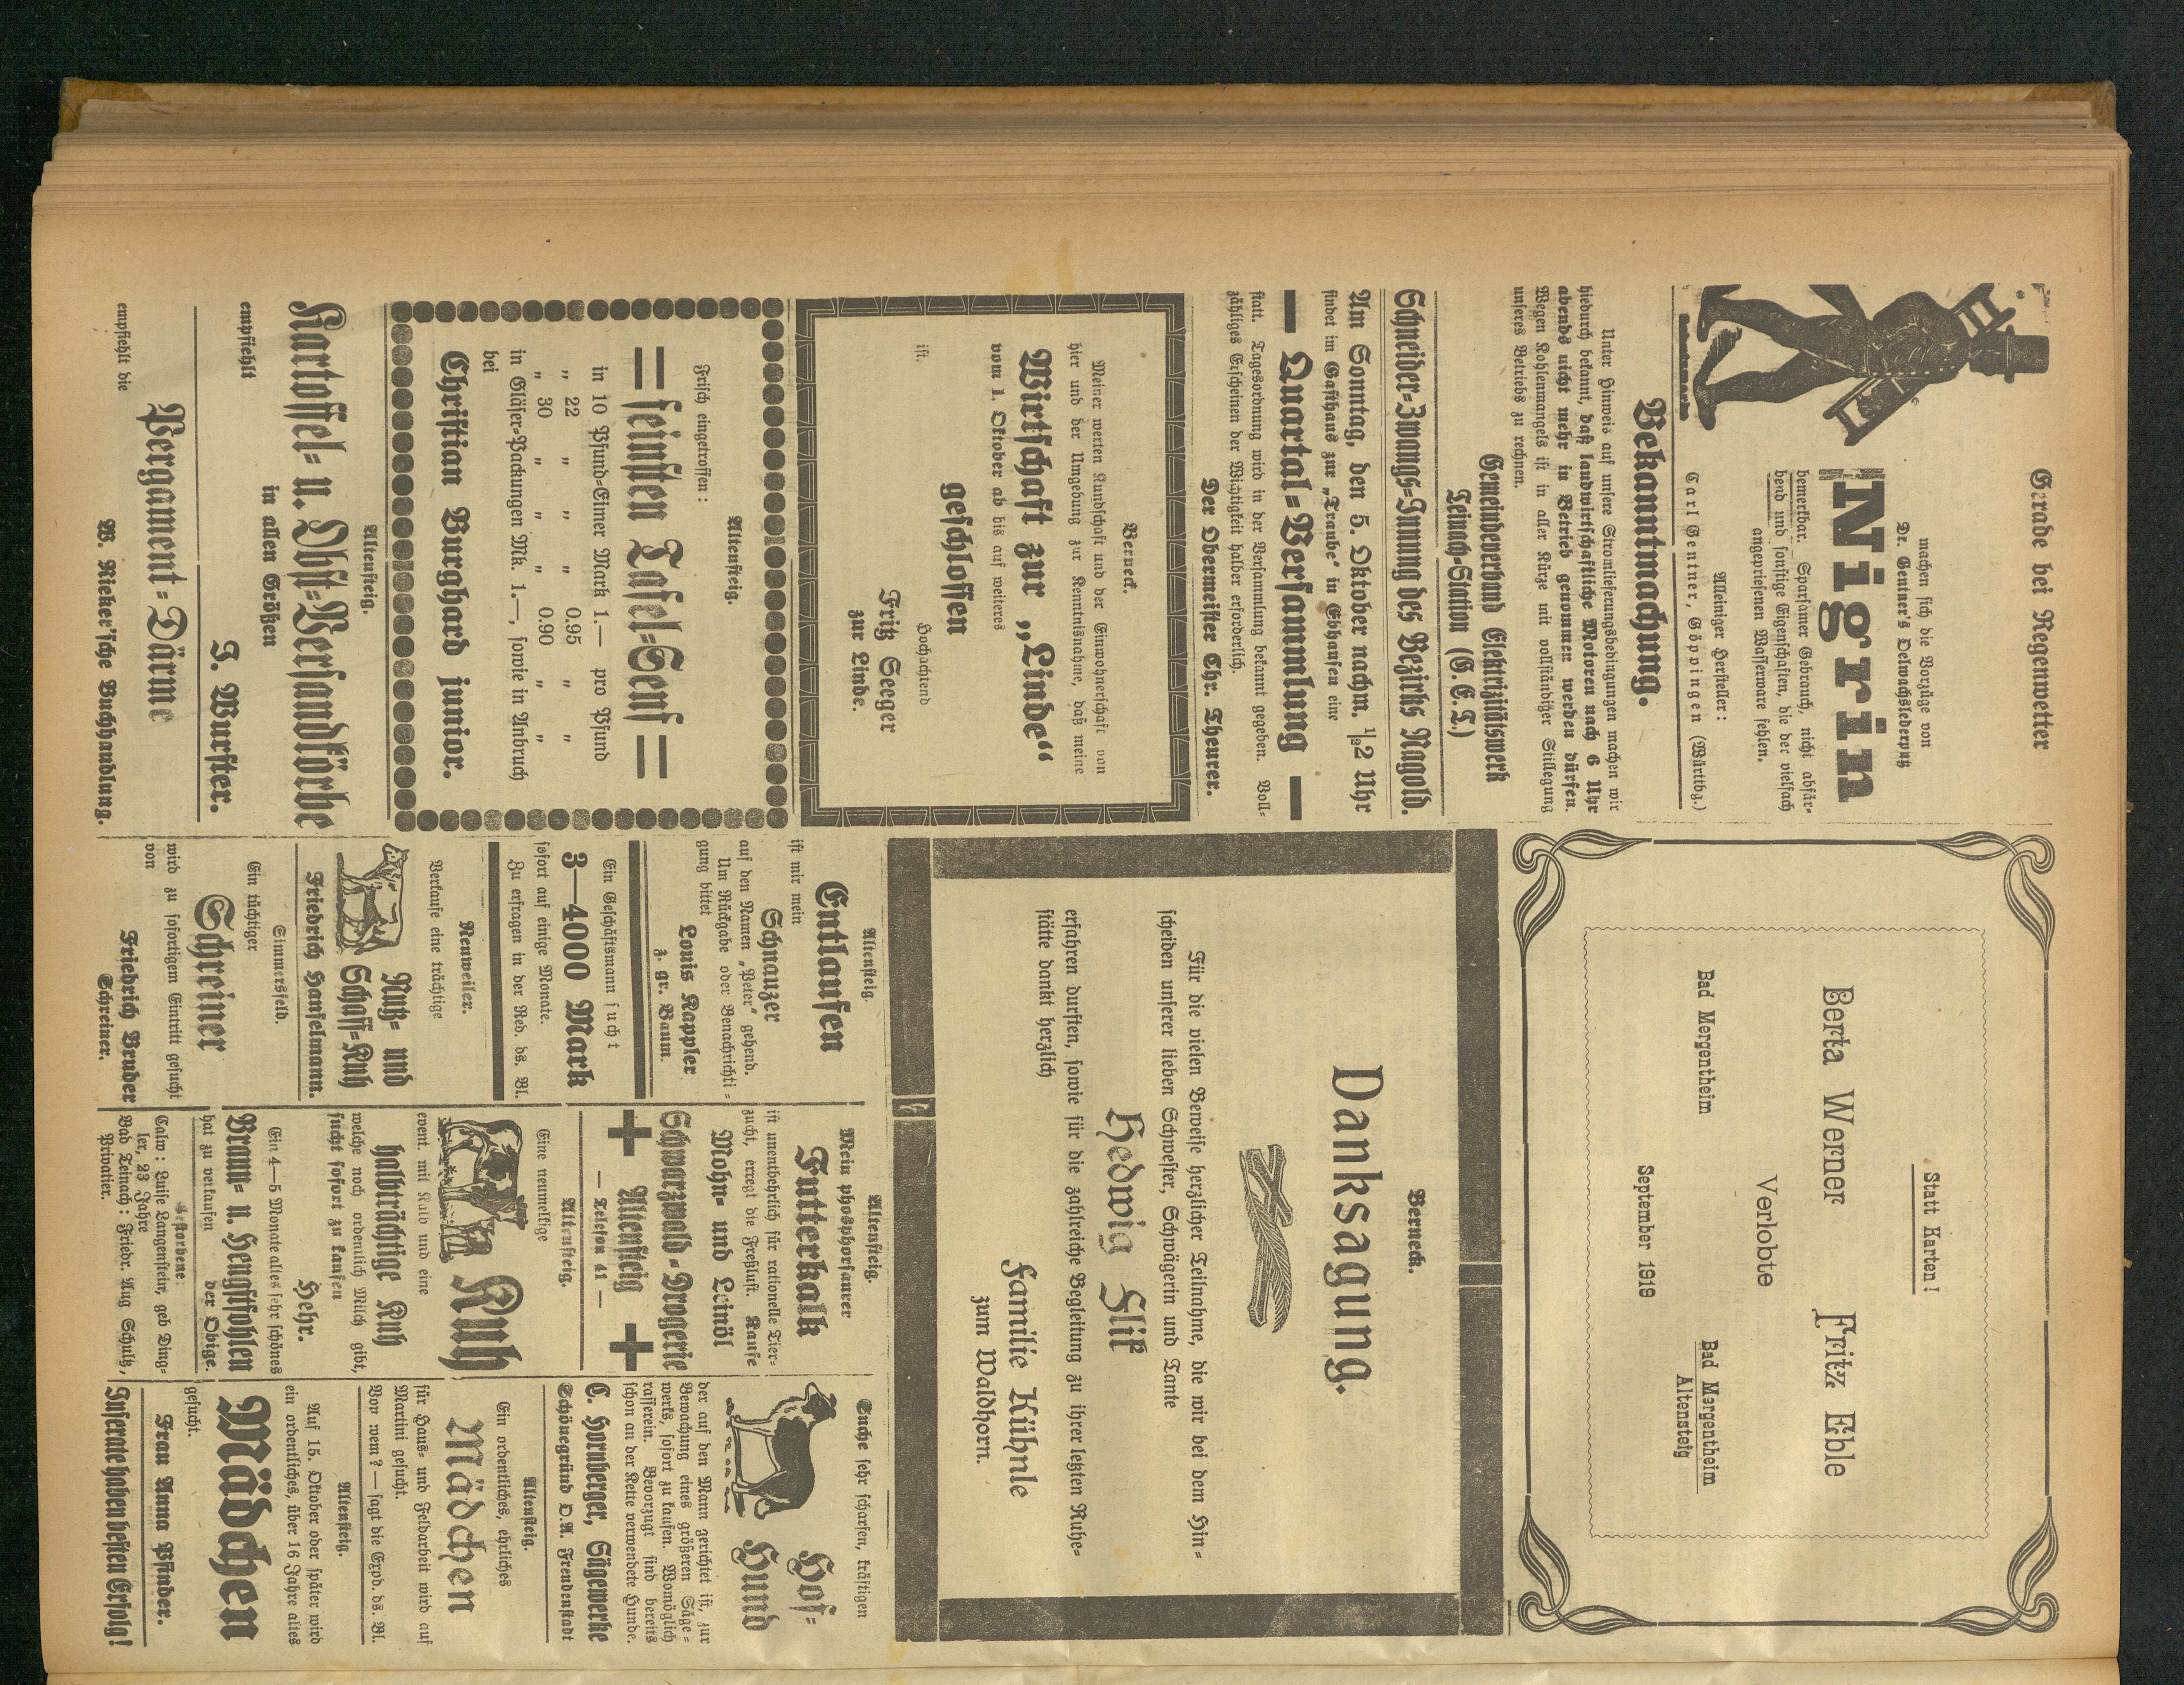 Gerade bei Regenwetter
machen sich die Vorzüge von
Dr. Gentner's Oelwachslederputz
Nigrin
bemerkbar. Sparsamer Gebrauch, nicht abfär-
bend und sonstige Eigenschaften, die der vielfach
angepriesenen Wasserware fehlen.
Alleiniger Hersteller:
Carl Gentner, Göppingen (Württbg.)
Bekanntmachung.
Unter Hinweis auf unsere Stromlieferungsbedingungen machen wir
hiedurch bekannt, daß landwirtschaftliche Motoren nach 6 Uhr
abends nicht mehr in Betrieb genommen werden dürfen.
Wegen Kohlenmangels ist in aller Kürze mit vollständiger Stillegung
unseres Betriebs zu rechnen.
Gemeindeverband Elektrizitätswerk
Teinach-Station (G. E. T.)
Schneider-Zwangs-Innung des Bezirks Nagold.
Am Sonntag, den 5. Oktober nachm. ½2 Uhr
findet im Gasthaus zur „Traube“ in Ebhausen eine
— Quartal-Versammlung —
statt. Tagesordnung wird in der Versammlung bekannt gegeben. Voll-
zähliges Erscheinen der Wichtigkeit halber erforderlich.
Der Obermeister Chr. Theurer.
Berneck.
Meiner werten Kundschaft und der Einwohnerschaft von
hier und der Umgebung zur Kenntnisnahme, daß meine
Wirtschaft zur „Linde“
vom 1. Oktober ab bis auf weiteres
geschlossen
ist.
Hochachtend
Fritz Seeger
zur Linde.
Altensteig.
Frisch eingetroffen:
= feinsten Tafel-Senf =
in 10 Pfund-Eimer Mark 1.— pro Pfund
„ 22 „ „ „ 0.95 „ „
„ 30 „ „ „ 0.90 „ „
in Gläser-Packungen Mk. 1.—, sowie in Anbruch
bei
Christian Burghard junior.
Altensteig.
Kartoffel- u. Obst-Versandkörbe
in allen Größen
empfiehlt
J. Wurster.
Pergament-Därme
empfiehlt die
W. Rieker'sche Buchhandlung.
Statt Karten!
Berta Werner
Fritz Eble
Verlobte
Bad Mergentheim
Bad Mergentheim
Altensteig
September 1919
Berneck.
Danksagung.
Für die vielen Beweise herzlicher Teilnahme, die wir bei dem Hin-
scheiden unserer lieben Schwester, Schwägerin und Tante
Hedwig Flik
erfahren durften, sowie für die zahlreiche Begleitung zu ihrer letzten Ruhe-
stätte dankt herzlich
Familie Kühnle
zum Waldhorn.
Altensteig.
Entlaufen
ist mir mein
Schnauzer
auf den Namen „Peter“ gehend.
Um Rückgabe oder Benachrichti-
gung bittet
Louis Kappler
z. gr. Baum.
Ein Geschäftsmann sucht
3—4000 Mark
sofort auf einige Monate.
Zu erfragen in der Red. ds. Bl.
Neuweiler.
Verkaufe eine trächtige
Nutz- und
Schaff-Kuh
Friedrich Hanselmann.
Simmersfeld.
Ein tüchtiger
Schreiner
wird zu sofortigem Eintritt gesucht
von
Friedrich Bruder
Schreiner.
Altensteig.
Mein phosphorsaurer
Futterkalk
ist unentbehrlich für rationelle Tier-
zucht, erregt die Freßlust. Kaufe
Mohn- und Leinöl
Schwarzwald-Drogerie
Altensteig
— Telefon 41 —
Altensteig.
Eine neumelkige
Kuh
event. mit Kalb und eine
halbträchtige Kuh
welche noch ordentlich Milch gibt,
sucht sofort zu kaufen
Hehr.
Ein 4—5 Monate altes sehr schönes
Braun- u. Hengstfohlen
hat zu verkaufen
der Obige.
Gestorbene:
Calw: Luise Langenstein, geb Ding-
ler, 23 Jahre
Bad Teinach: Friedr. Aug Schultz,
Privatier.
Suche sehr scharfen, kräftigen
Hof-
Hund
der auf den Mann gerichtet ist, zur
Bewachung eines größeren Säge-
werks, sofort zu kaufen. Womöglich
rasserein. Bevorzugt sind bereits
schon an der Kette verwendete Hunde.
C. Hornberger, Sägewerke
Schönegründ O.A. Freudenstadt
Altensteig.
Ein ordentliches, ehrliches
Mädchen
für Haus- und Feldarbeit wird auf
Martini gesucht.
Von wem? — sagt die Exp. ds. Bl.
Altensteig.
Auf 15. Oktober oder später wird
ein ordentliches, über 16 Jahre altes
Mädchen
gesucht.
Frau Anna Pfinder.
Inserate haben besten Erfolg!